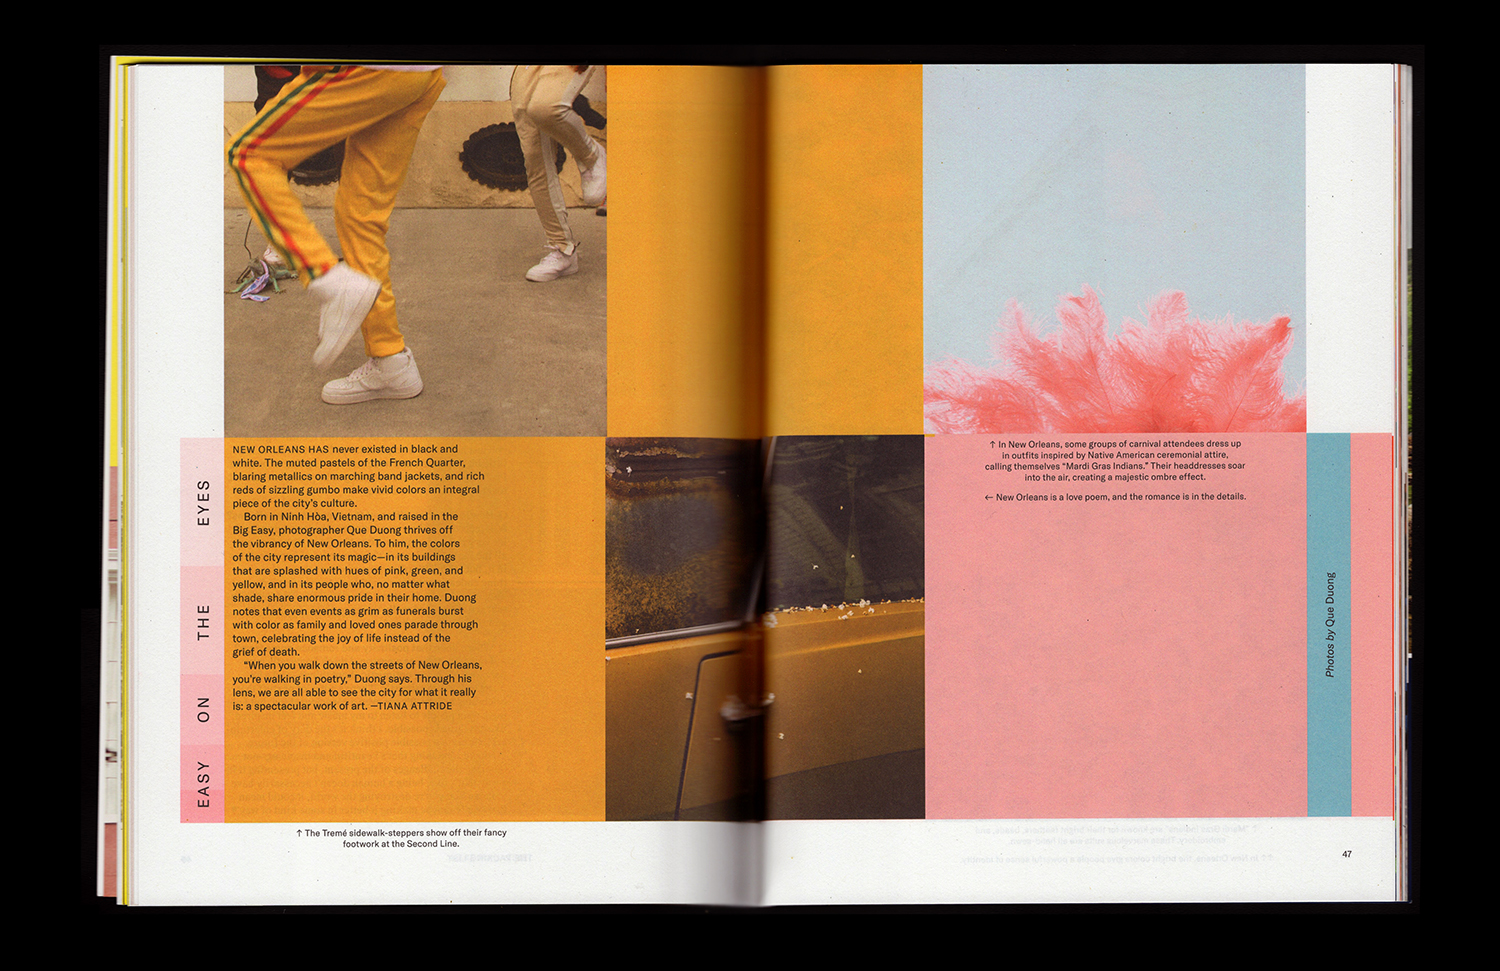 EASY ON THE EYES
NEW ORLEANS HAS never existed in black and
white. The muted pastels of the French Quarter,
blaring metallics on marching band jackets, and rich
reds of sizzling gumbo make vivid colors an integral
piece of the city’s culture.
Born in Ninh Hòa, Vietnam, and raised in the
Big Easy, photographer Que Duong thrives off
the vibrancy of New Orleans. To him, the colors
of the city represent its magic—in its buildings
that are splashed with hues of pink, green, and
yellow, and in its people who, no matter what
shade, share enormous pride in their home. Duong
notes that even events as grim as funerals burst
with color as family and loved ones parade through
town, celebrating the joy of life instead of the
grief of death.
“When you walk down the streets of New Orleans,
you’re walking in poetry,” Duong says. Through his
lens, we are all able to see the city for what it really
is: a spectacular work of art. —TIANA ATTRIDE
↑ The Tremé sidewalk-steppers show off their fancy
footwork at the Second Line.
↑ In New Orleans, some groups of carnival attendees dress up
in outfits inspired by Native American ceremonial attire,
calling themselves “Mardi Gras Indians.” Their headdresses soar
into the air, creating a majestic ombre effect.
← New Orleans is a love poem, and the romance is in the details.
Photos by Que Duong
47